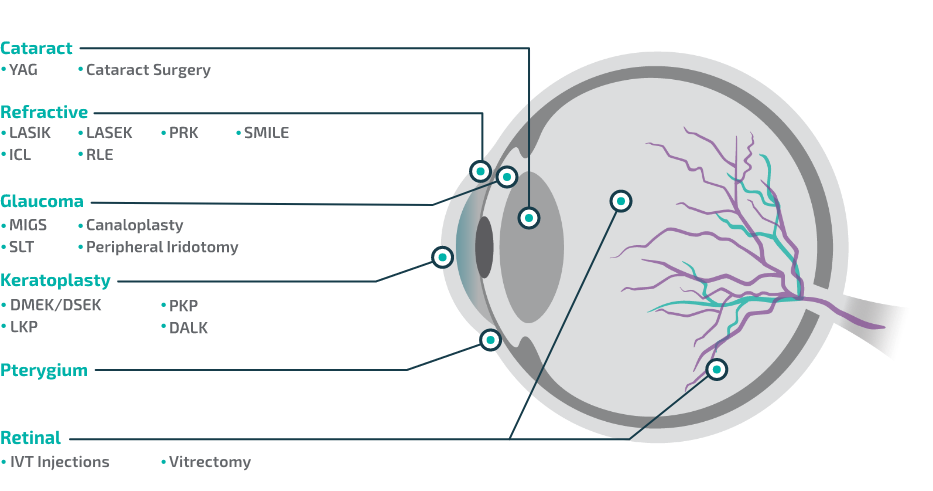 Cataract
• YAG • Cataract Surgery
Refractive
• LASIK • LASEK • PRK • SMILE
• ICL • RLE
Glaucoma
• MIGS • Canaloplasty
• SLT • Peripheral Iridotomy
Keratoplasty
• DMEK/DSEK • PKP
• LKP • DALK
Pterygium
Retinal
• IVT Injections • Vitrectomy